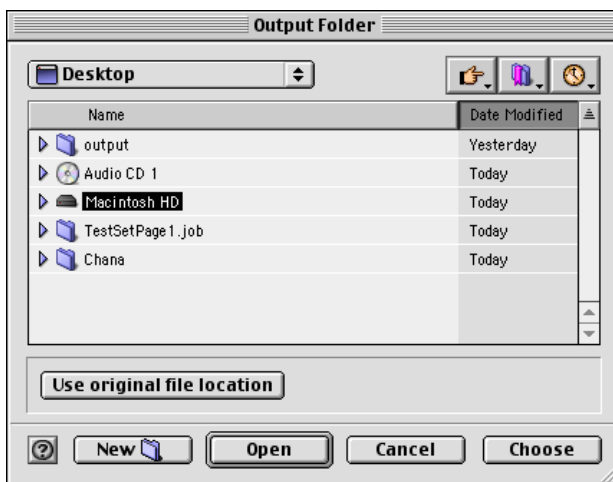 Output Folder
Desktop
Name Date Modified
output Yesterday
Audio CD 1 Today
Macintosh HD Today
TestSetPage1.job Today
Chana Today
Use original file location
? New Open Cancel Choose